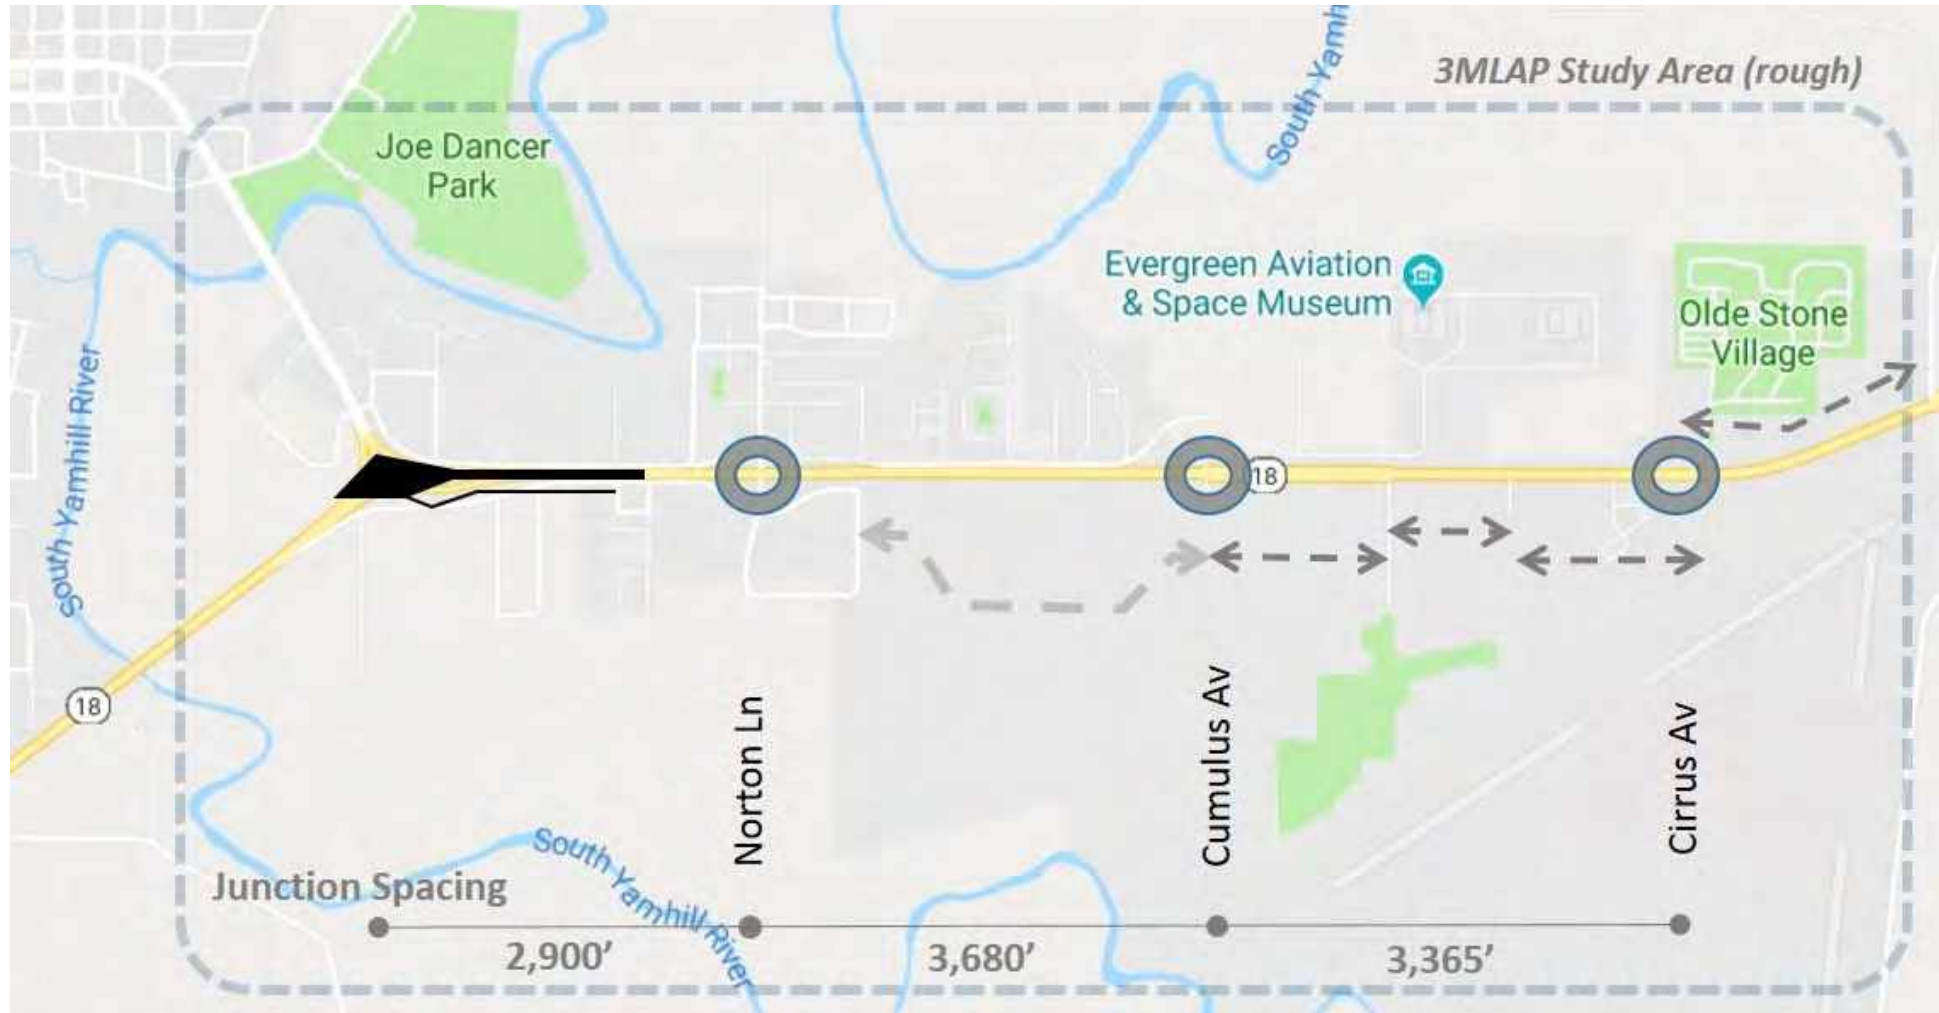 3MLAP Study Area (rough)
South Yamh
Joe Dancer
Park
Evergreen Aviation
& Space Museum
Olde Stone
Village
South Yamhill River
18
18
Norton Ln
Cumulus Av
Cirrus Av
South Yamhill River
Junction Spacing
2,900’
3,680’
3,365’